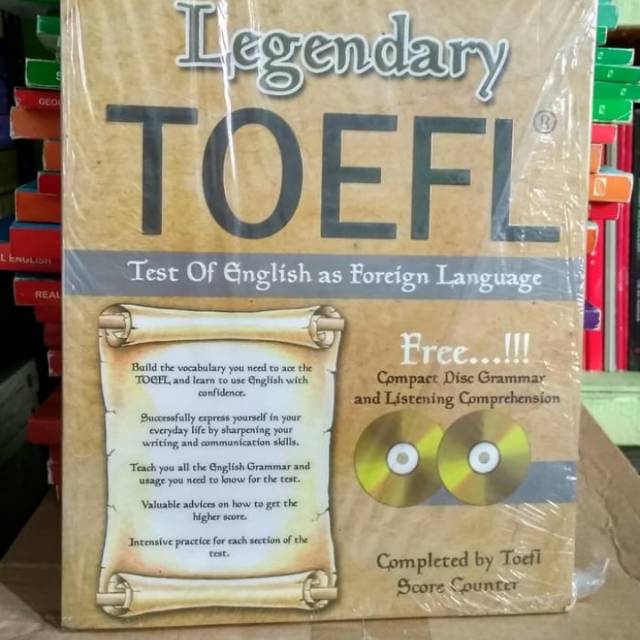 Legendary
TOEFL®
Test Of English as Foreign Language
Build the vocabulary you need to ace the
TOEFL, and learn to use English with
confidence.
Successfully express yourself in your
everyday life by sharpening your
writing and communication skills.
Teach you all the English Grammar and
usage you need to know for the test.
Valuable advices on how to get the
higher score.
Intensive practice for each section of the
test.
Free...!!!
Compact Disc Grammar
and Listening Comprehension
Completed by Toefl
Score Counter
ENGLISH
REAL